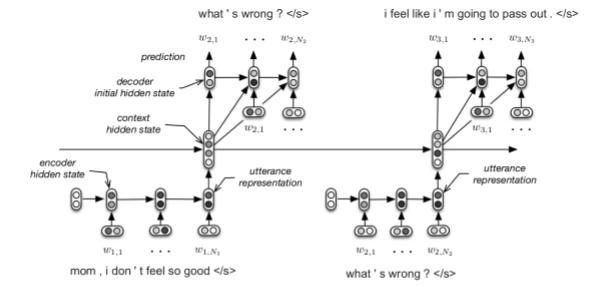 what ' s wrong ? </s>
i feel like i ' m going to pass out . </s>
w2,1 · · · w2,N2
w3,1 · · · w3,N3
prediction
decoder
initial hidden state
context
hidden state
w2,1 · · ·
w3,1 · · ·
encoder
hidden state
utterance
representation
utterance
representation
w1,1 · · · w1,N1
w2,1 · · · w2,N2
mom , i don ' t feel so good </s>
what ' s wrong ? </s>